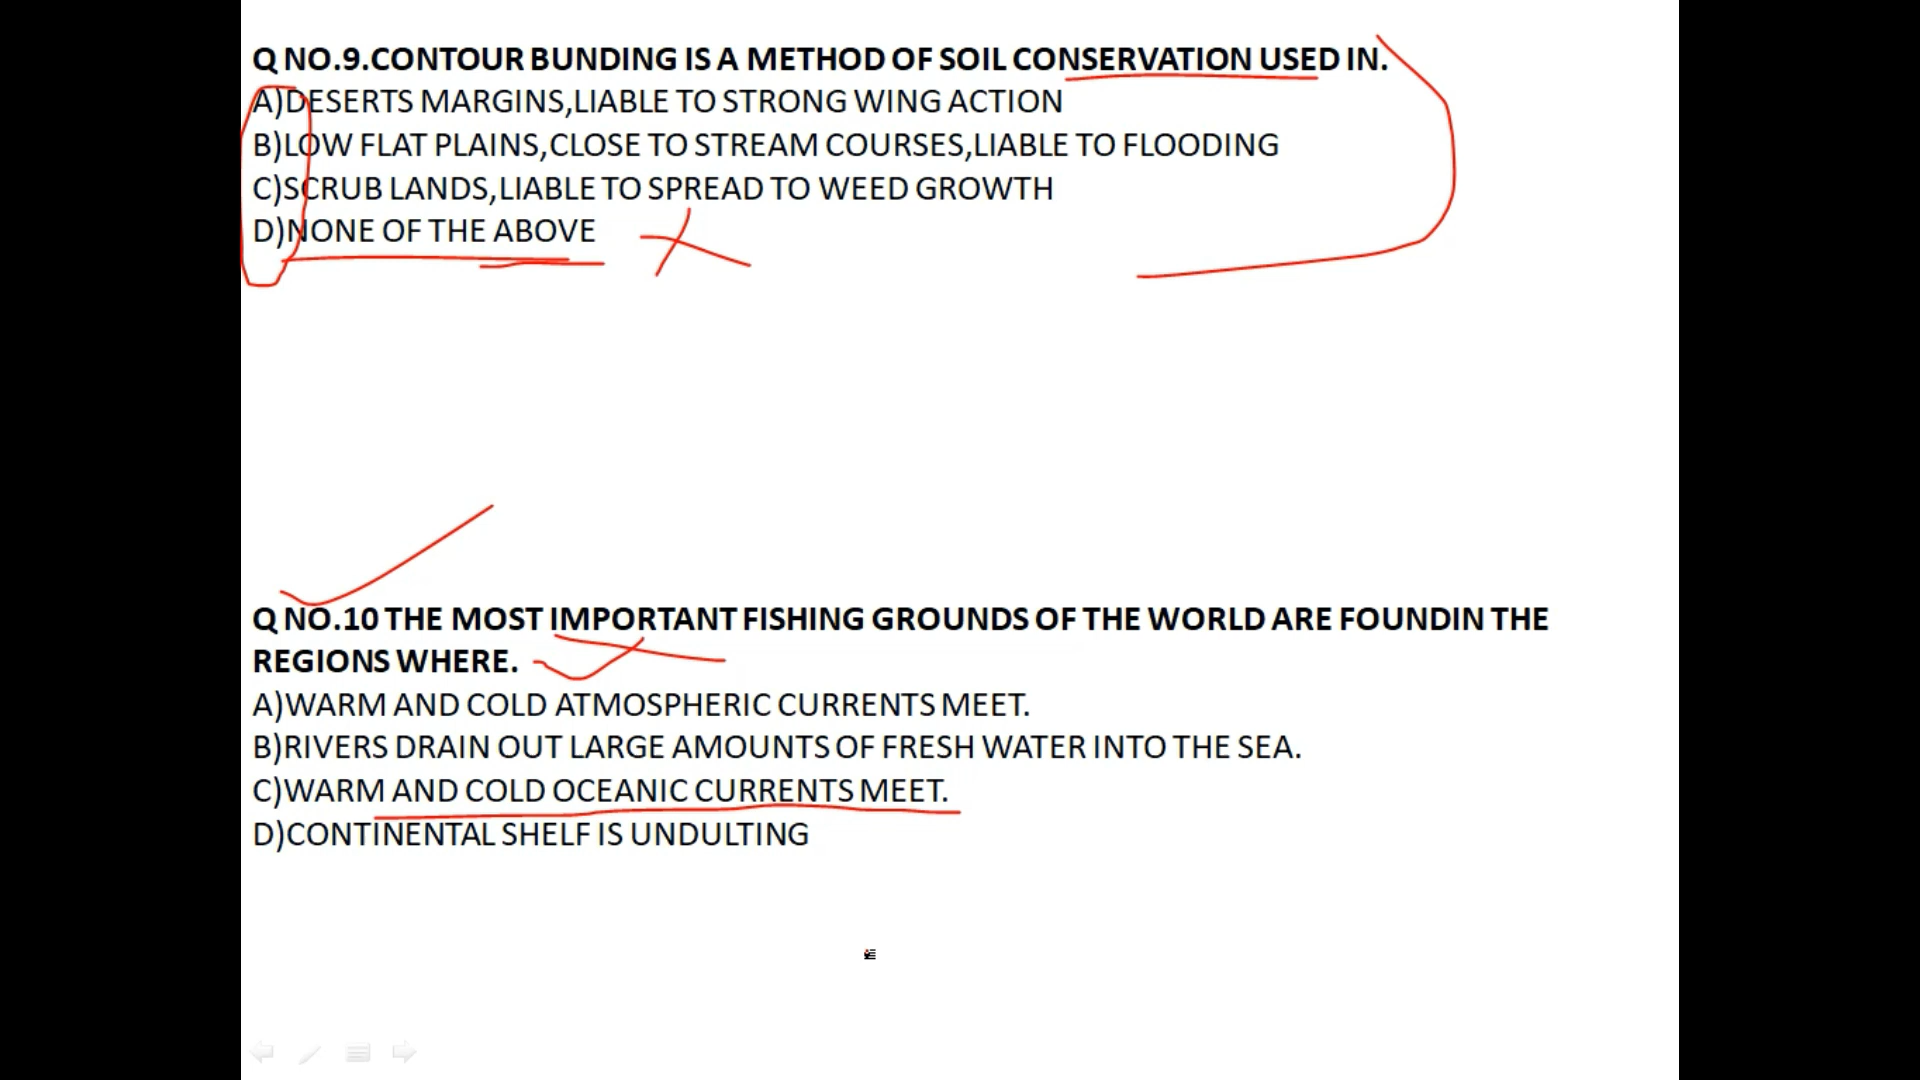 Q NO.9.CONTOUR BUNDING IS A METHOD OF SOIL CONSERVATION USED IN.
A)DESERTS MARGINS,LIABLE TO STRONG WING ACTION
B)LOW FLAT PLAINS,CLOSE TO STREAM COURSES,LIABLE TO FLOODING
C)SCRUB LANDS,LIABLE TO SPREAD TO WEED GROWTH
D)NONE OF THE ABOVE
Q NO.10 THE MOST IMPORTANT FISHING GROUNDS OF THE WORLD ARE FOUNDIN THE
REGIONS WHERE.
A)WARM AND COLD ATMOSPHERIC CURRENTS MEET.
B)RIVERS DRAIN OUT LARGE AMOUNTS OF FRESH WATER INTO THE SEA.
C)WARM AND COLD OCEANIC CURRENTS MEET.
D)CONTINENTAL SHELF IS UNDULTING